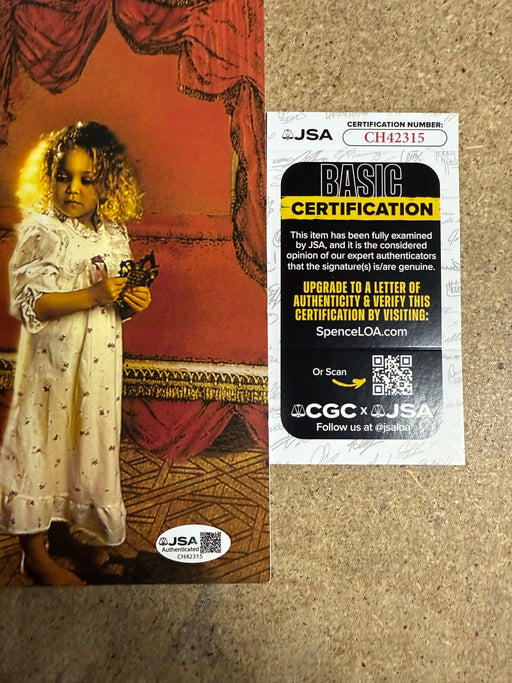 JSA
CERTIFICATION NUMBER:
CH42315
BASIC
CERTIFICATION
This item has been fully examined
by JSA, and it is the considered
opinion of our expert authenticators
that the signature(s) is/are genuine.
UPGRADE TO A LETTER OF
AUTHENTICITY & VERIFY THIS
CERTIFICATION BY VISITING:
SpenceLOA.com
Or Scan
CGC x JSA
Follow us at @jsaloa
JSA
Authenticated
CH42315